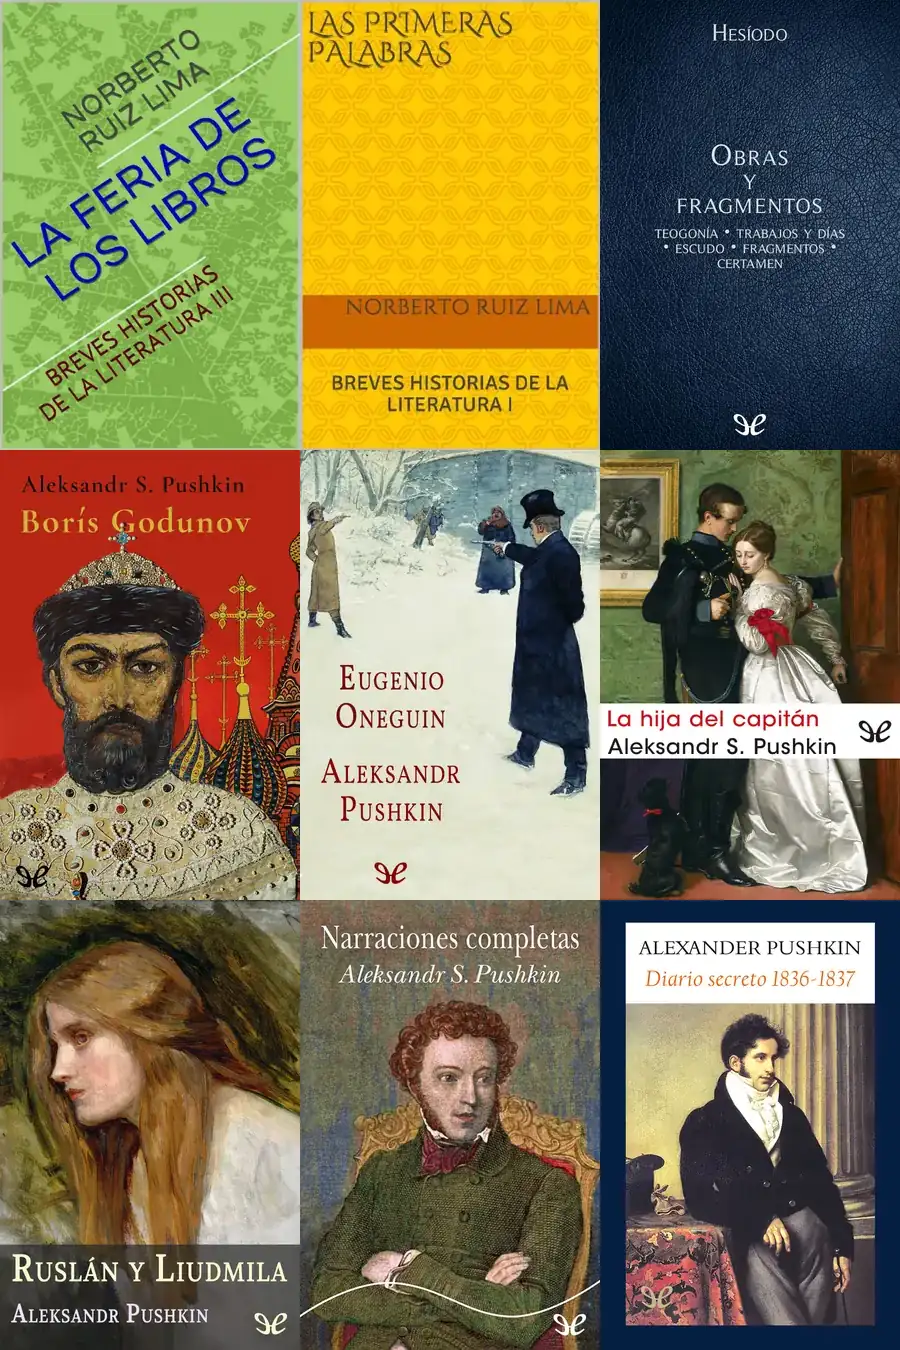 NORBERTO
RUIZ LIMA
LA FERIA DE
LOS LIBROS
BREVES HISTORIAS
DE LA LITERATURA III
LAS PRIMERAS
PALABRAS
NORBERTO RUIZ LIMA
BREVES HISTORIAS DE LA
LITERATURA I
HESÍODO
OBRAS
Y
FRAGMENTOS
TEOGONÍA • TRABAJOS Y DÍAS
• ESCUDO • FRAGMENTOS •
CERTAMEN
Aleksandr S. Pushkin
Borís Godunov
EUGENIO
ONEGUIN
ALEKSANDR
PUSHKIN
La hija del capitán
Aleksandr S. Pushkin
RUSLÁN Y LIUDMILA
ALEKSANDR PUSHKIN
Narraciones completas
Aleksandr S. Pushkin
ALEXANDER PUSHKIN
Diario secreto 1836-1837